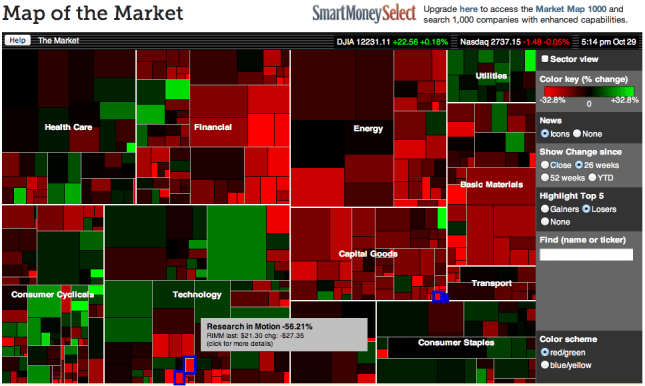 Map of the Market
SmartMoneySelect
Upgrade here to access the Market Map 1000 and
search 1,000 companies with enhanced capabilities.
Help
The Market
DJIA 12231.11 +22.56 +0.18%
Nasdaq 2737.15 -1.48 -0.05%
5:14 pm Oct 29
Health Care
Financial
Energy
Utilities
Basic Materials
Capital Goods
Transport
Consumer Cyclicals
Technology
Consumer Staples
Research in Motion -56.21%
RIMM last: $21.30 chg: -$27.35
(click for more details)
Sector view
Color key (% change)
-32.8% 0 +32.8%
News
Icons None
Show Change since
Close 26 weeks
52 weeks YTD
Highlight Top 5
Gainers Losers
None
Find (name or ticker)
Color scheme
red/green
blue/yellow